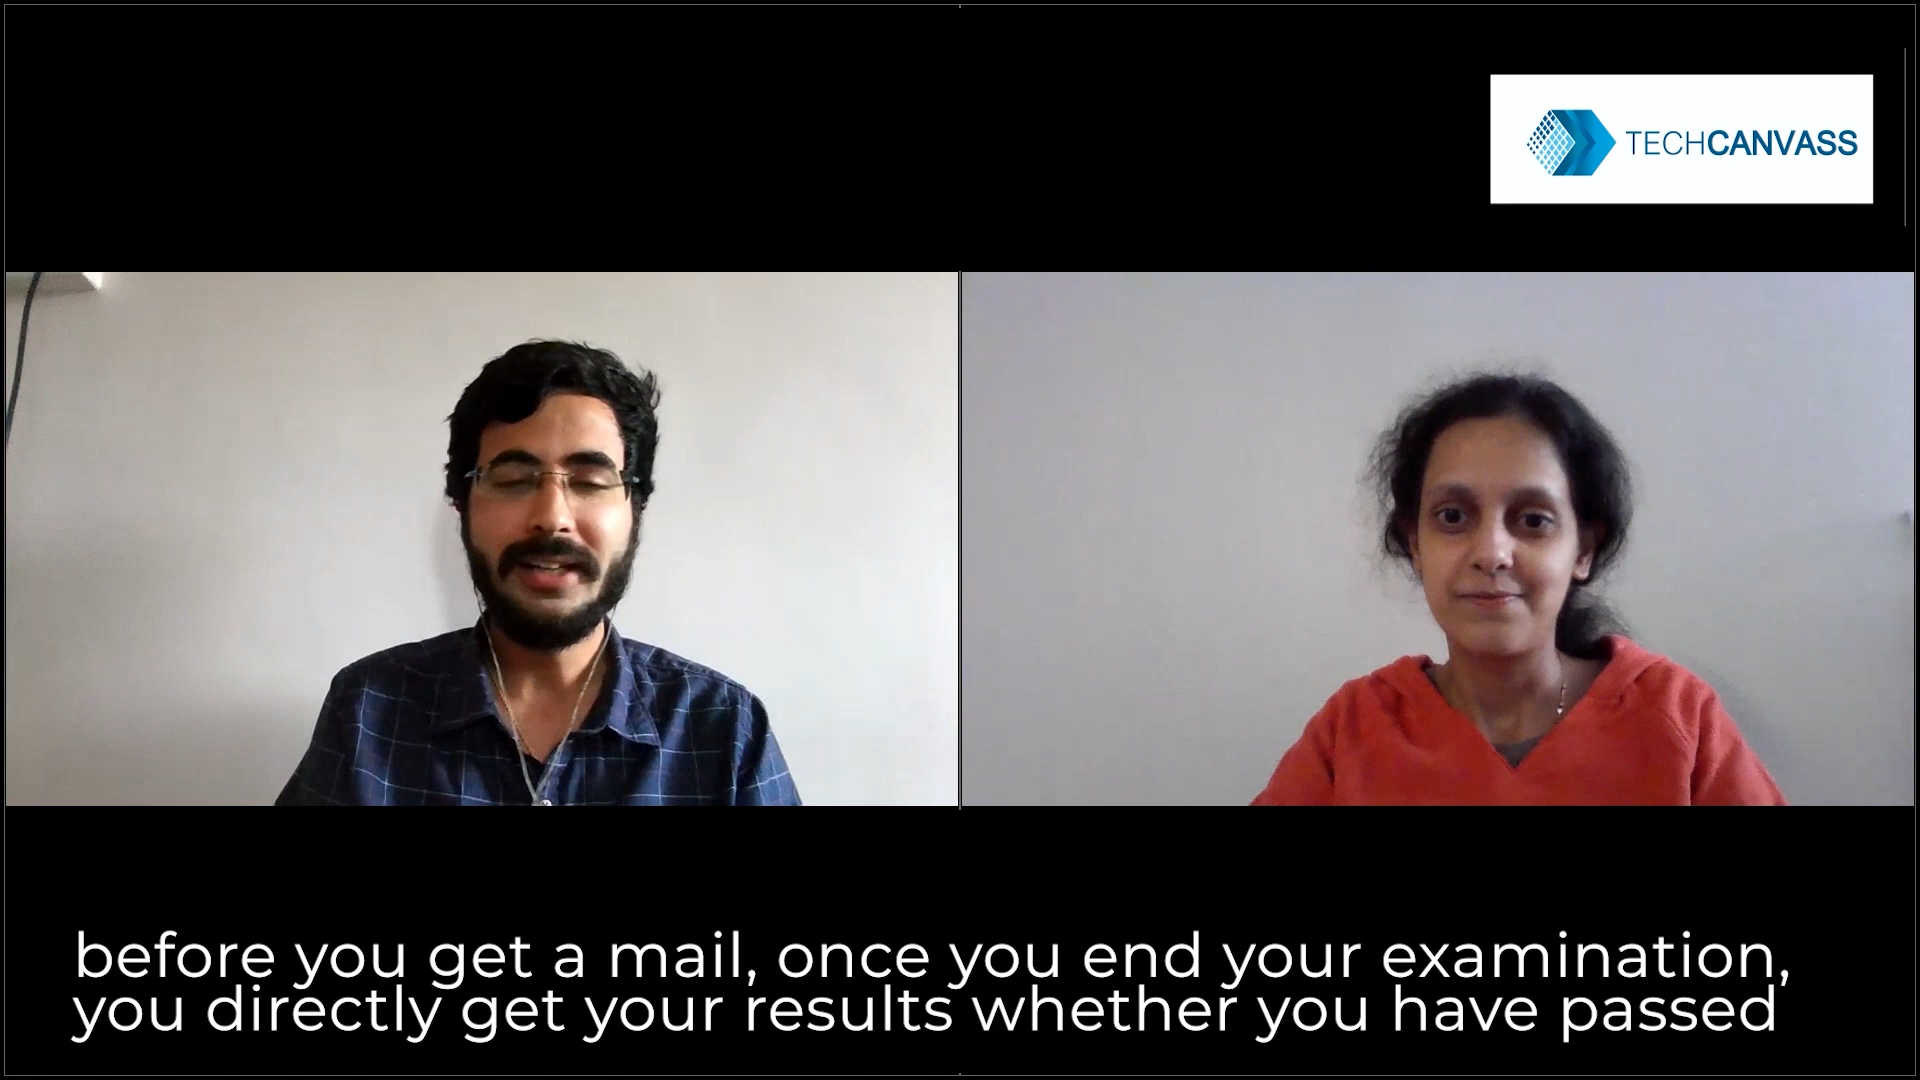 TECHCANVASS
before you get a mail, once you end your examination,
you directly get your results whether you have passed